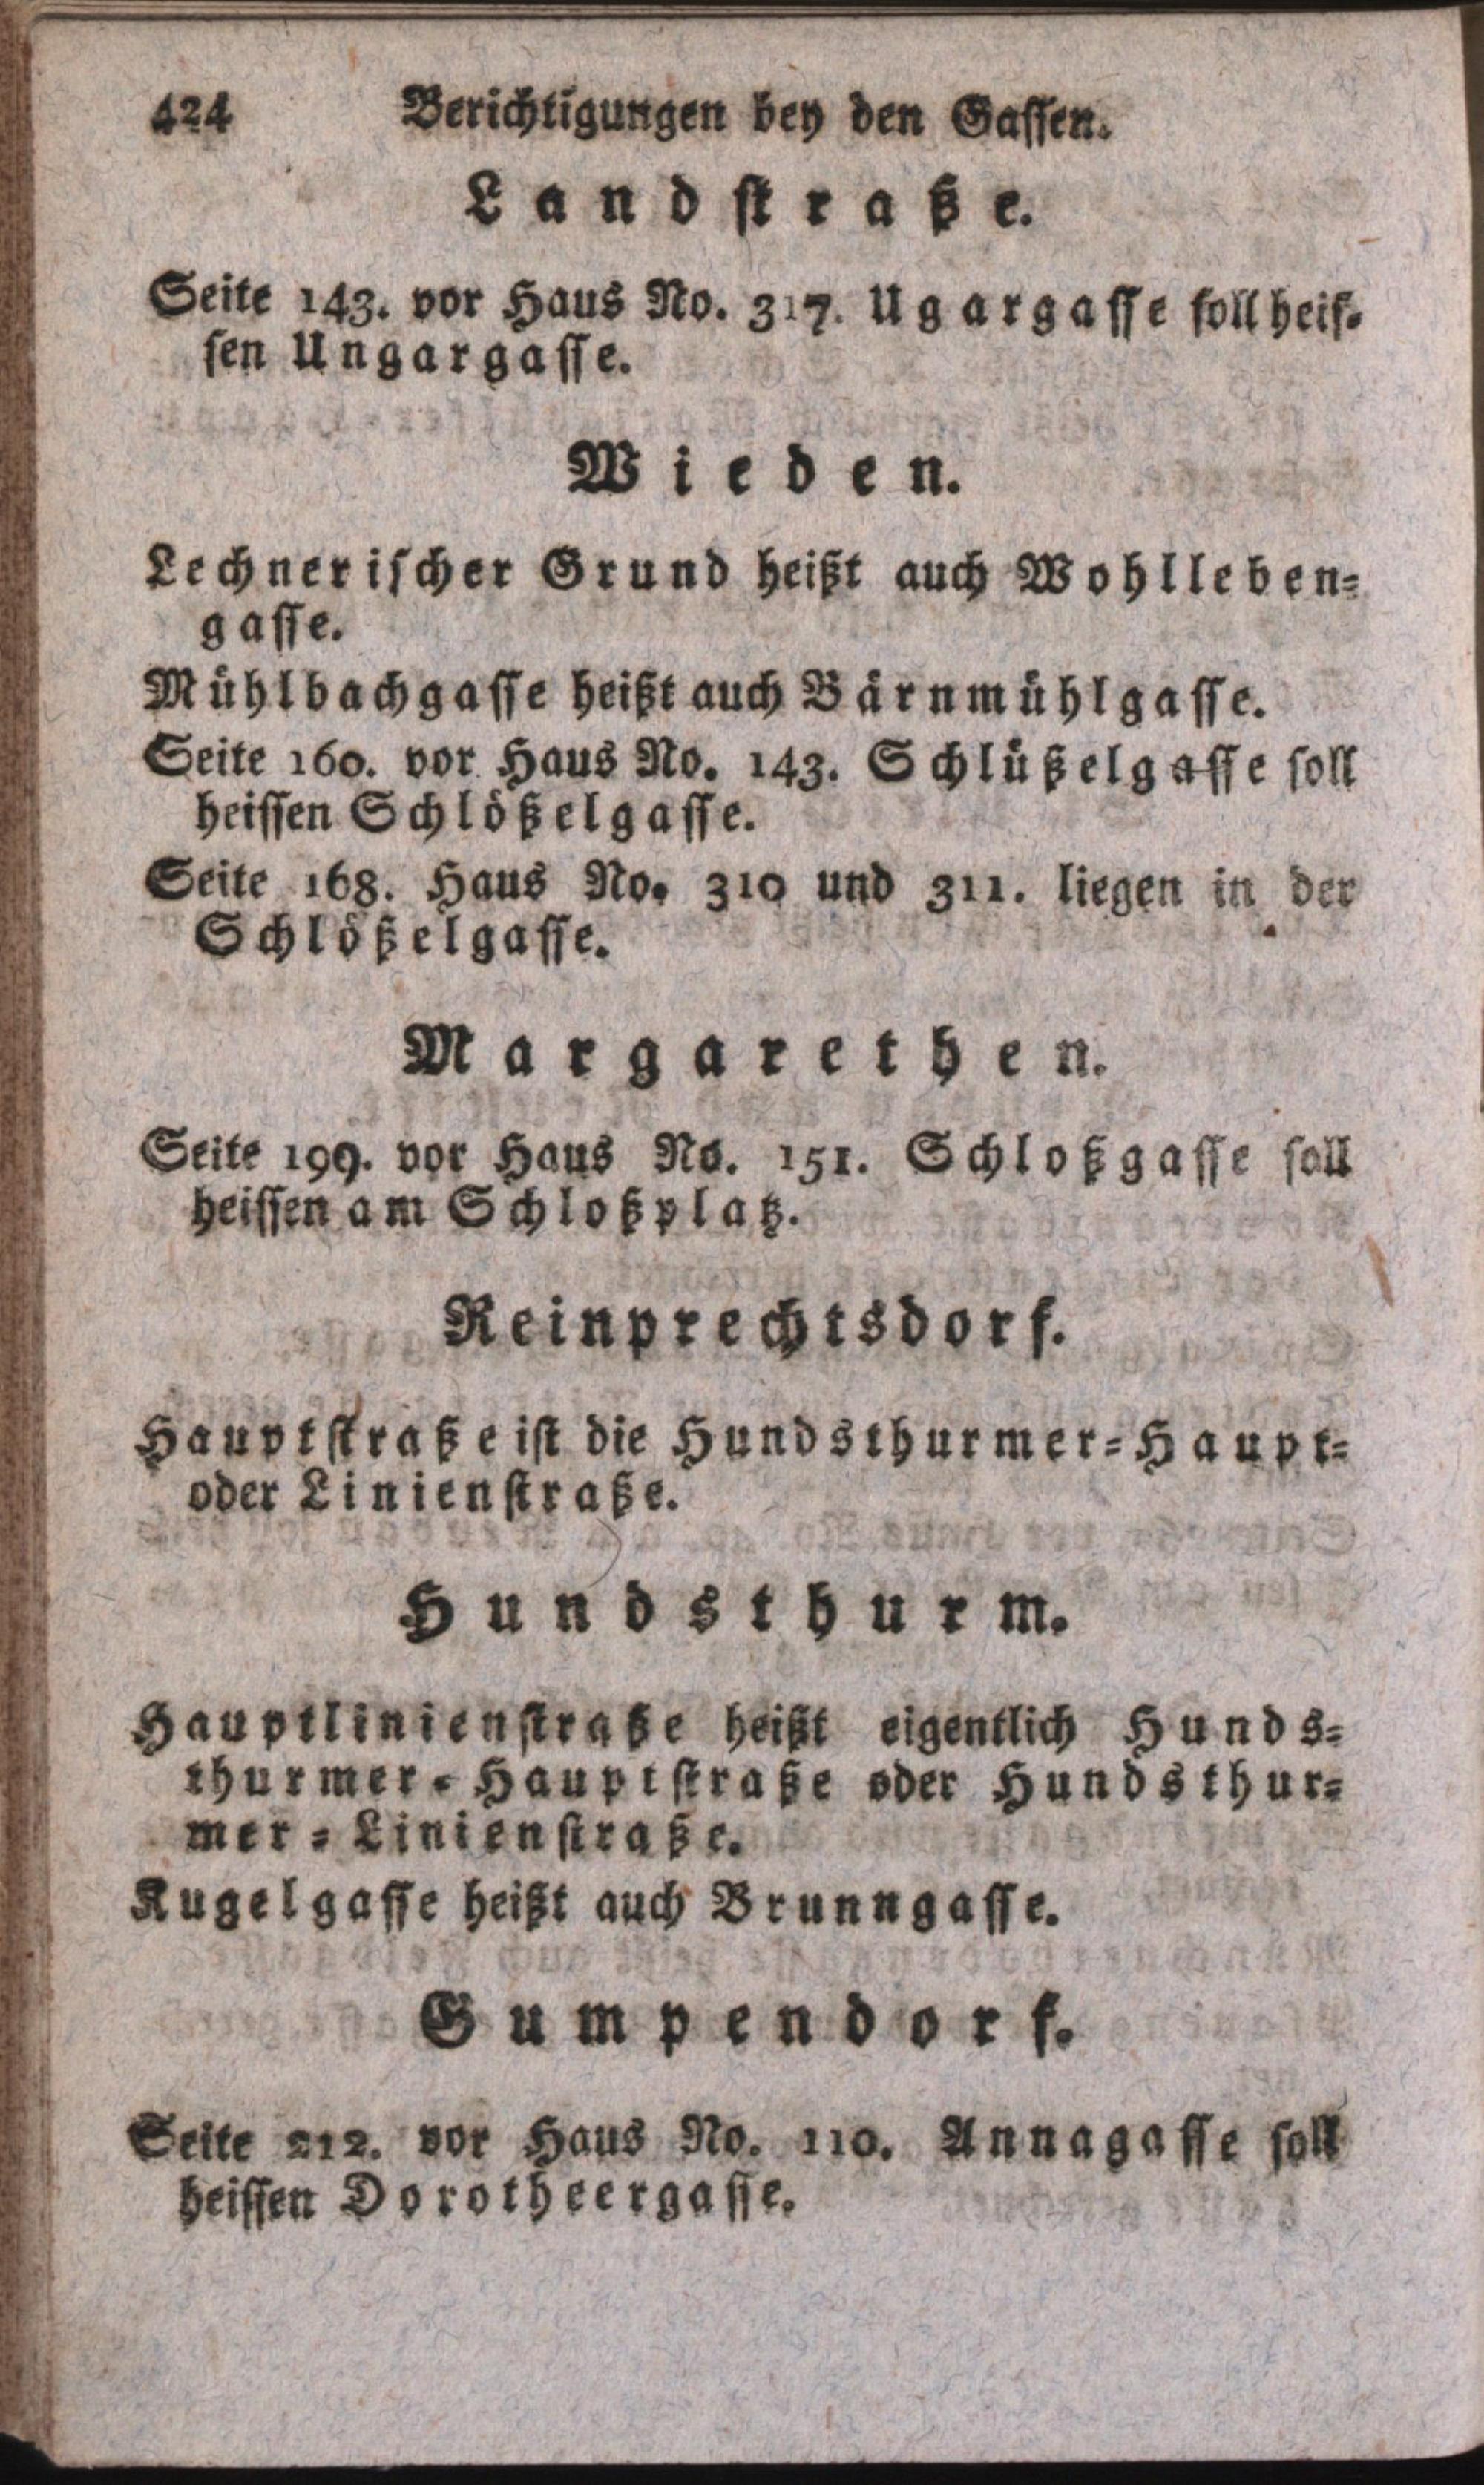 424 Berichtigungen bey den Gassen.
Landstraße.
Seite 143. vor Haus No. 317. Ugargasse soll heis-
sen Ungargasse.
Wieden.
Lechnerischer Grund heißt auch Wohlleben-
gasse.
Mühlbachgasse heißt auch Bärnmühlgasse.
Seite 160. vor Haus No. 143. Schlüßelgasse soll
heissen Schlößelgasse.
Seite 168. Haus No. 310 und 311. liegen in der
Schlößelgasse.
Margarethen.
Seite 199. vor Haus No. 151. Schloßgasse soll
heissen am Schloßplatz.
Reinprechtsdorf.
Hauptstraße ist die Hundsthurmer-Haupt-
oder Linienstraße.
Hundsthurm.
Hauptlinienstraße heißt eigentlich Hunds-
thurmer-Hauptstraße oder Hundsthur-
mer-Linienstraße.
Kugelgasse heißt auch Brunngasse.
Gumpendorf.
Seite 212. vor Haus No. 110. Annagasse soll
heissen Dorotheergasse.